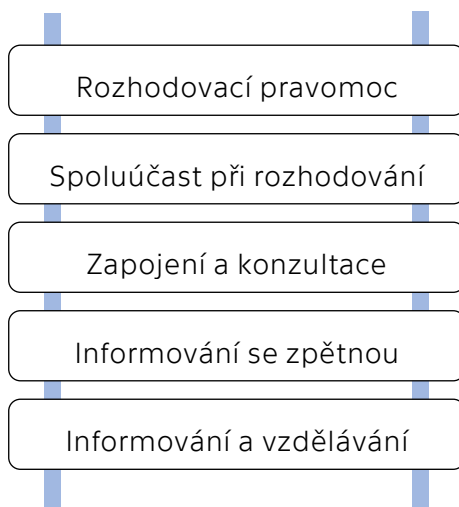 Rozhodovací pravomoc
Spoluúčast při rozhodování
Zapojení a konzultace
Informování se zpětnou
Informování a vzdělávání